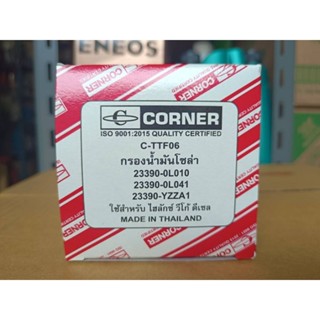 ENEOS
CORNER
ISO 9001:2015 QUALITY CERTIFIED
C-TTF06
กรองน้ำมันโซล่า
23390-0L010
23390-0L041
23390-YZZA1
ใช้สำหรับ ไฮลักซ์ วีโก้ ดีเซล
MADE IN THAILAND